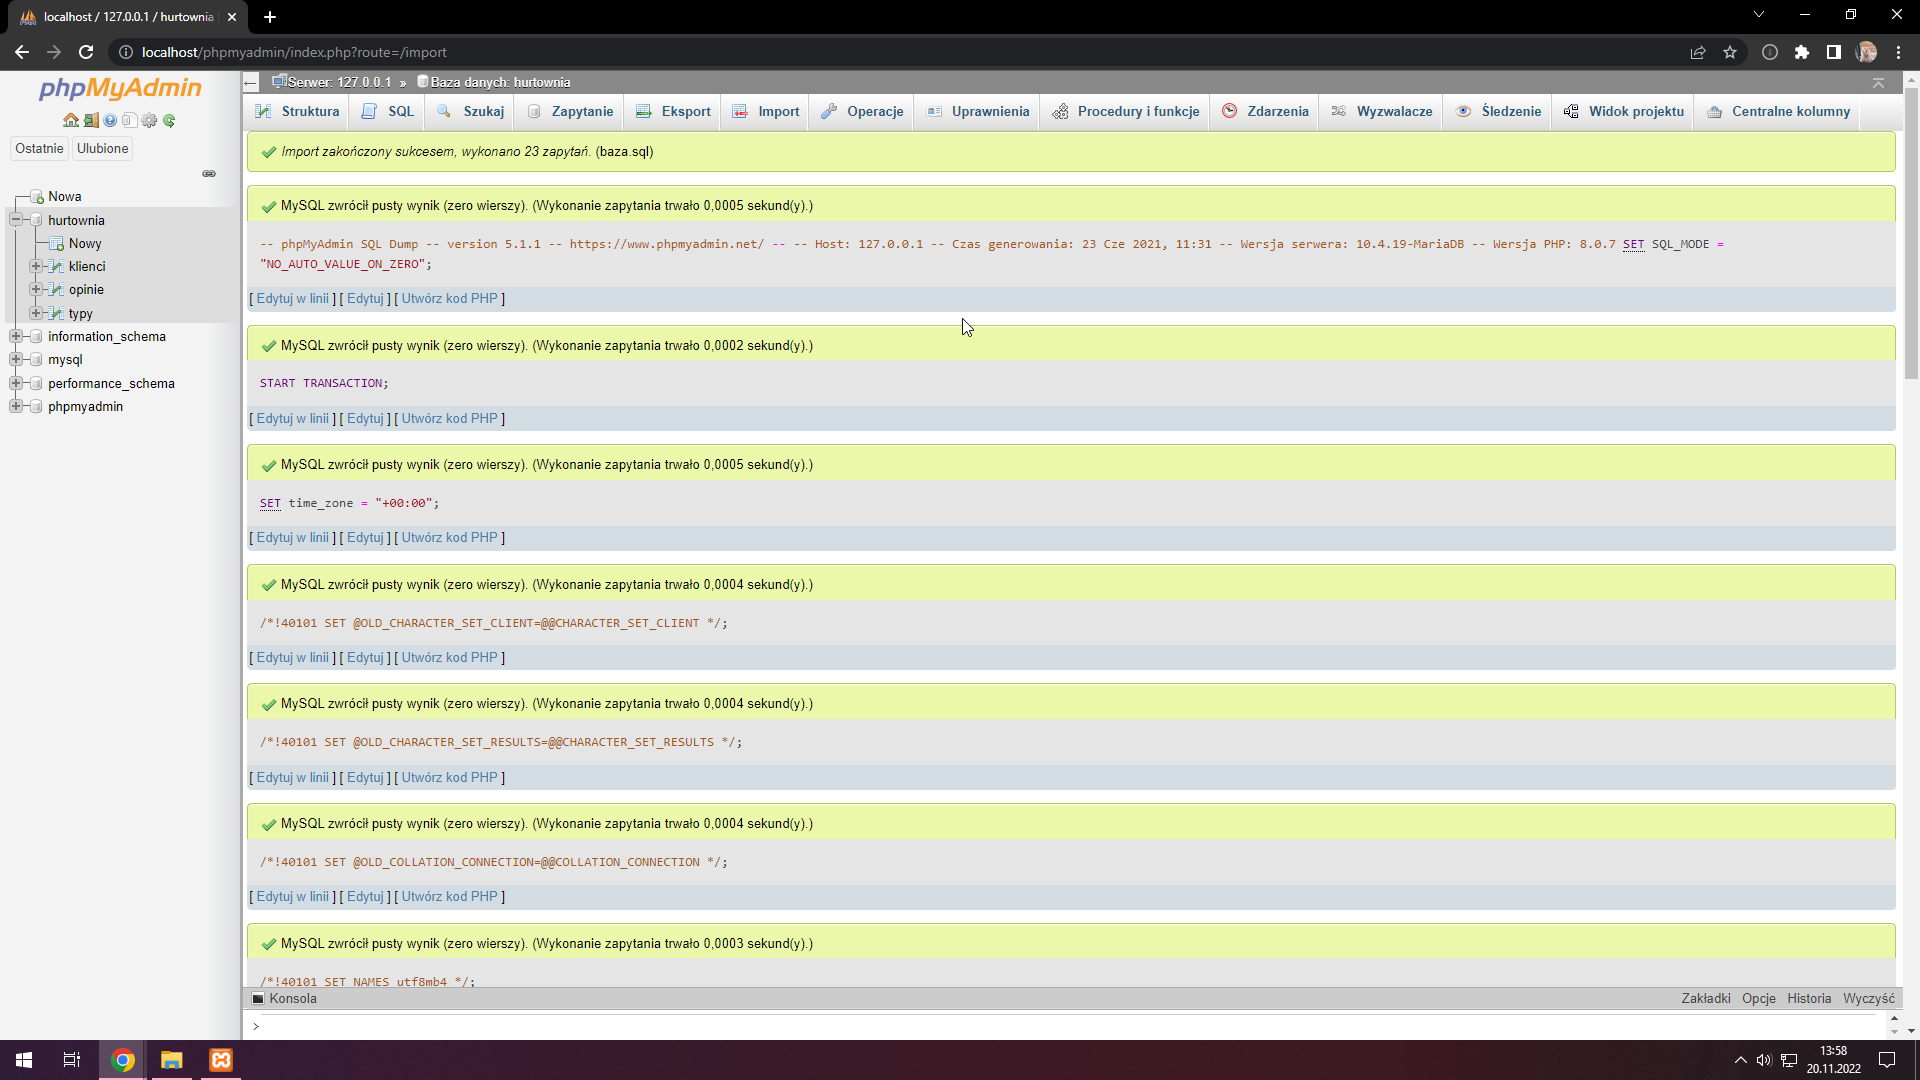 localhost / 127.0.0.1 / hurtownia
localhost/phpmyadmin/index.php?route=/import
phpMyAdmin
Ostatnie Ulubione
Nowa
hurtownia
Nowy
klienci
opinie
typy
information_schema
mysql
performance_schema
phpmyadmin
Serwer: 127.0.0.1 » Baza danych: hurtownia
Struktura SQL Szukaj Zapytanie Eksport Import Operacje Uprawnienia Procedury i funkcje Zdarzenia Wyzwalacze Śledzenie Widok projektu Centralne kolumny
Import zakończony sukcesem, wykonano 23 zapytań. (baza.sql)
MySQL zwrócił pusty wynik (zero wierszy). (Wykonanie zapytania trwało 0,0005 sekund(y).)
-- phpMyAdmin SQL Dump -- version 5.1.1 -- https://www.phpmyadmin.net/ -- -- Host: 127.0.0.1 -- Czas generowania: 23 Cze 2021, 11:31 -- Wersja serwera: 10.4.19-MariaDB -- Wersja PHP: 8.0.7 SET SQL_MODE =
"NO_AUTO_VALUE_ON_ZERO";
[ Edytuj w linii ] [ Edytuj ] [ Utwórz kod PHP ]
MySQL zwrócił pusty wynik (zero wierszy). (Wykonanie zapytania trwało 0,0002 sekund(y).)
START TRANSACTION;
[ Edytuj w linii ] [ Edytuj ] [ Utwórz kod PHP ]
MySQL zwrócił pusty wynik (zero wierszy). (Wykonanie zapytania trwało 0,0005 sekund(y).)
SET time_zone = "+00:00";
[ Edytuj w linii ] [ Edytuj ] [ Utwórz kod PHP ]
MySQL zwrócił pusty wynik (zero wierszy). (Wykonanie zapytania trwało 0,0004 sekund(y).)
/*!40101 SET @OLD_CHARACTER_SET_CLIENT=@@CHARACTER_SET_CLIENT */;
[ Edytuj w linii ] [ Edytuj ] [ Utwórz kod PHP ]
MySQL zwrócił pusty wynik (zero wierszy). (Wykonanie zapytania trwało 0,0004 sekund(y).)
/*!40101 SET @OLD_CHARACTER_SET_RESULTS=@@CHARACTER_SET_RESULTS */;
[ Edytuj w linii ] [ Edytuj ] [ Utwórz kod PHP ]
MySQL zwrócił pusty wynik (zero wierszy). (Wykonanie zapytania trwało 0,0004 sekund(y).)
/*!40101 SET @OLD_COLLATION_CONNECTION=@@COLLATION_CONNECTION */;
[ Edytuj w linii ] [ Edytuj ] [ Utwórz kod PHP ]
MySQL zwrócił pusty wynik (zero wierszy). (Wykonanie zapytania trwało 0,0003 sekund(y).)
/*!40101 SET NAMES utf8mb4 */;
Konsola Zakładki Opcje Historia Wyczyść
>
13:58
20.11.2022